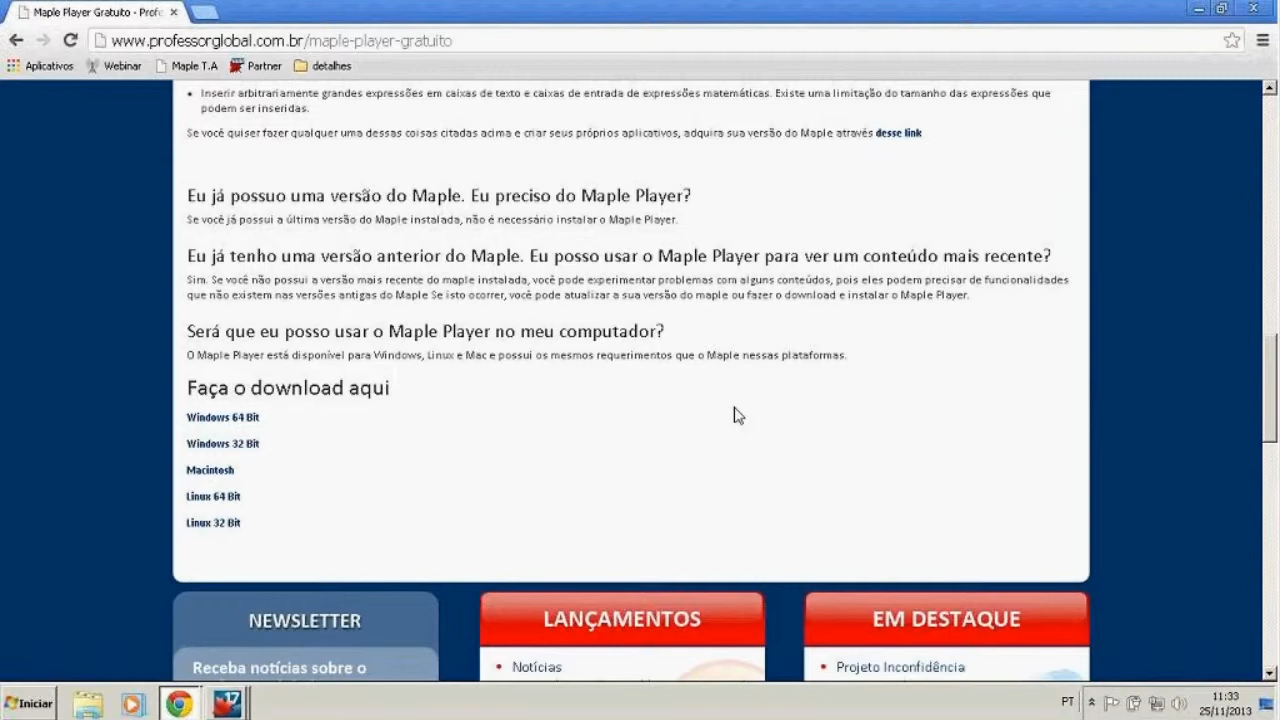 Maple Player Gratuito - Profe
www.professorglobal.com.br/maple-player-gratuito
Aplicativos Webinar Maple T.A Partner detalhes
• Inserir arbitrariamente grandes expressões em caixas de texto e caixas de entrada de expressões matemáticas. Existe uma limitação do tamanho das expressões que
podem ser inseridas.
Se você quiser fazer qualquer uma dessas coisas citadas acima e criar seus próprios aplicativos, adquira sua versão do Maple através desse link
Eu já possuo uma versão do Maple. Eu preciso do Maple Player?
Se você já possui a última versão do Maple instalada, não é necessário instalar o Maple Player.
Eu já tenho uma versão anterior do Maple. Eu posso usar o Maple Player para ver um conteúdo mais recente?
Sim. Se você não possui a versão mais recente do maple instalada, você pode experimentar problemas com alguns conteúdos, pois eles podem precisar de funcionalidades
que não existem nas versões antigas do Maple Se isto ocorrer, você pode atualizar a sua versão do maple ou fazer o download e instalar o Maple Player.
Será que eu posso usar o Maple Player no meu computador?
O Maple Player está disponível para Windows, Linux e Mac e possui os mesmos requerimentos que o Maple nessas plataformas.
Faça o download aqui
Windows 64 Bit
Windows 32 Bit
Macintosh
Linux 64 Bit
Linux 32 Bit
NEWSLETTER
Receba notícias sobre o
LANÇAMENTOS
• Notícias
EM DESTAQUE
• Projeto Inconfidência
Iniciar
17
PT
11:33
25/11/2013